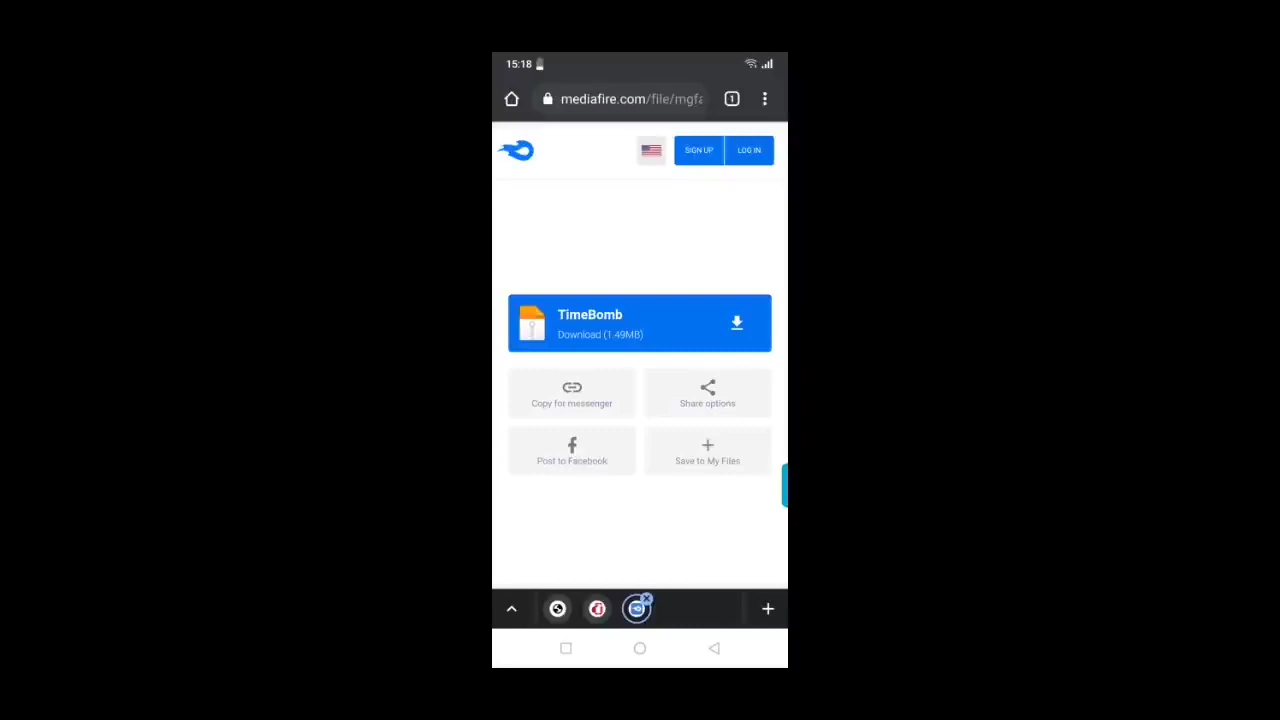 15:18
mediafire.com/file/mgfa
1
SIGN UP
LOG IN
TimeBomb
Download (1.49MB)
Copy for messenger
Share options
Post to Facebook
Save to My Files